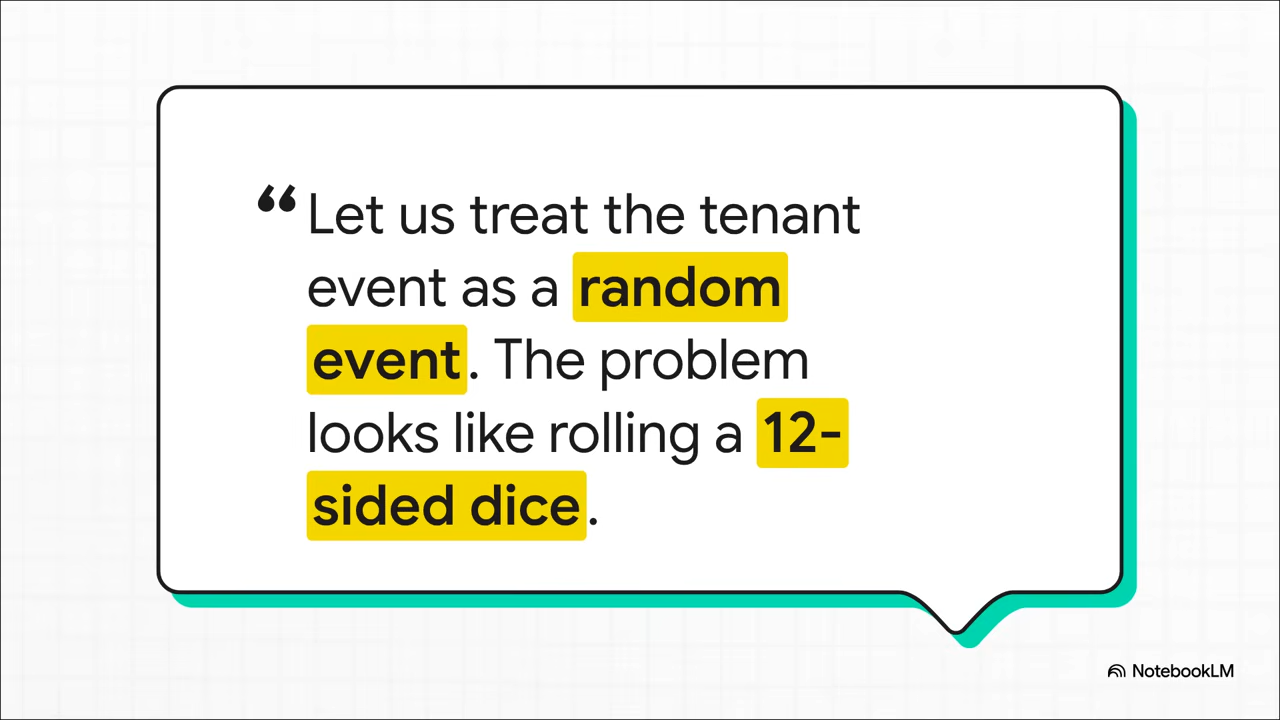 “Let us treat the tenant
event as a random
event. The problem
looks like rolling a 12-
sided dice.
NotebookLM